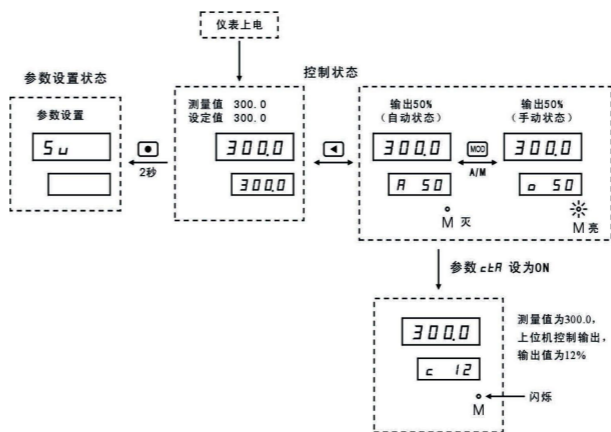 仪表上电
参数设置状态
控制状态
参数设置
Su
2秒
测量值 300.0
设定值 300.0
300.0
300.0
输出50%
(自动状态)
300.0
A 50
M 灭
MOD
A/M
输出50%
(手动状态)
300.0
o 50
M 亮
参数 ctA 设为ON
300.0
c 12
M
测量值为300.0,
上位机控制输出,
输出值为12%
闪烁